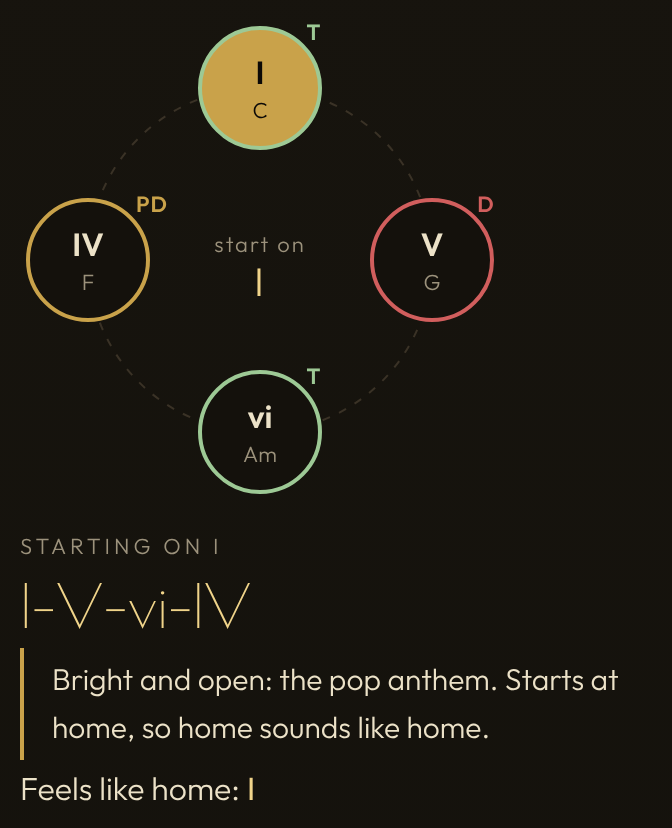 T
I
C
PD
IV
F
start on
I
D
V
G
T
vi
Am
STARTING ON I
I–V–vi–IV
Bright and open: the pop anthem. Starts at
home, so home sounds like home.
Feels like home: I